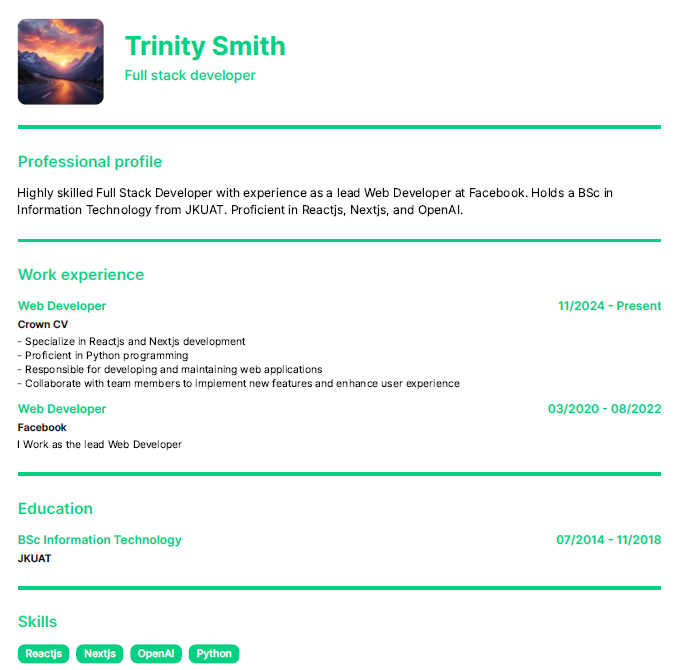 Trinity Smith
Full stack developer
Professional profile
Highly skilled Full Stack Developer with experience as a lead Web Developer at Facebook. Holds a BSc in
Information Technology from JKUAT. Proficient in Reactjs, Nextjs, and OpenAI.
Work experience
Web Developer 11/2024 - Present
Crown CV
- Specialize in Reactjs and Nextjs development
- Proficient in Python programming
- Responsible for developing and maintaining web applications
- Collaborate with team members to implement new features and enhance user experience
Web Developer 03/2020 - 08/2022
Facebook
I Work as the lead Web Developer
Education
BSc Information Technology 07/2014 - 11/2018
JKUAT
Skills
Reactjs Nextjs OpenAI Python